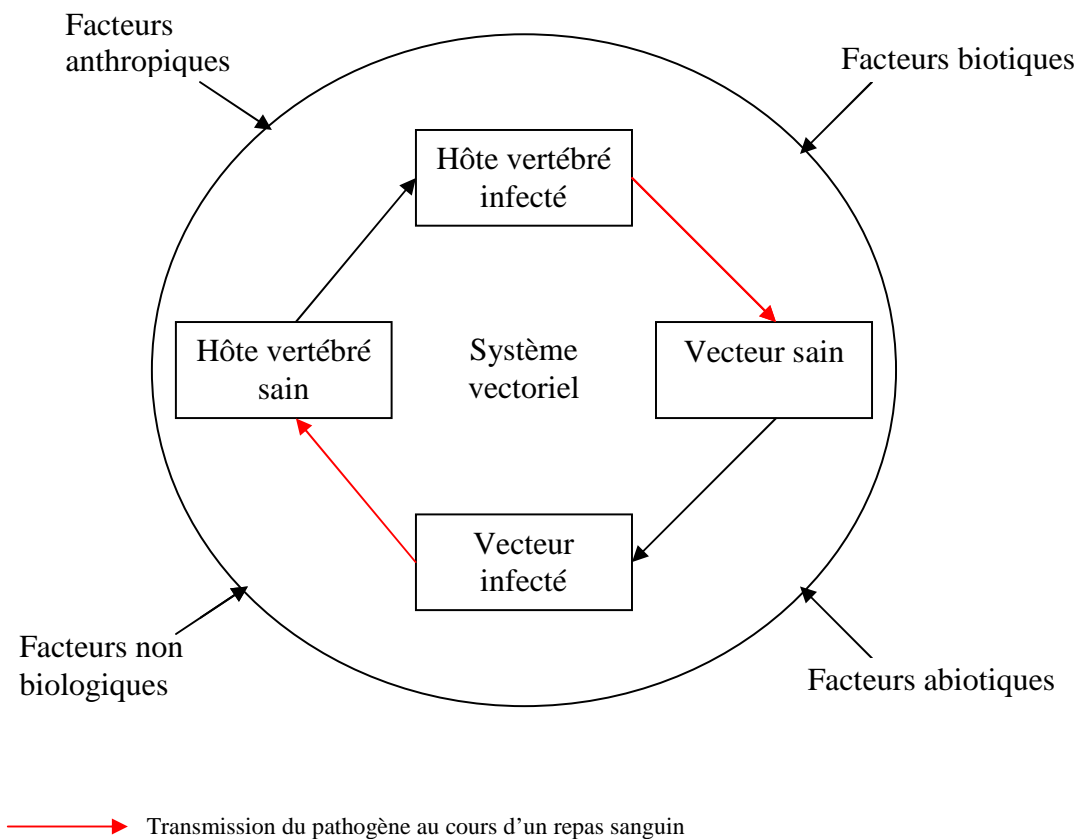 Facteurs
anthropiques
Facteurs biotiques
Hôte vertébré
infecté
Hôte vertébré
sain
Système
vectoriel
Vecteur sain
Vecteur
infecté
Facteurs non
biologiques
Facteurs abiotiques
Transmission du pathogène au cours d'un repas sanguin